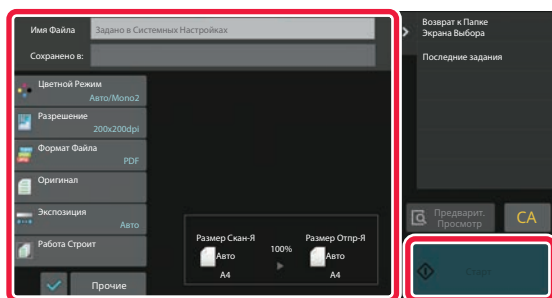 Имя Файла
Задано в Системных Настройках
Сохранено в:
Цветной Режим
Авто/Mono2
Разрешение
200x200dpi
Формат Файла
PDF
Оригинал
Экспозиция
Авто
Работа Строит
Прочие
Размер Скан-Я
Авто
A4
100%
Размер Отпр-Я
Авто
A4
Возврат к Папке
Экрана Выбора
Последние задания
Предварит.
Просмотр
CA
Старт